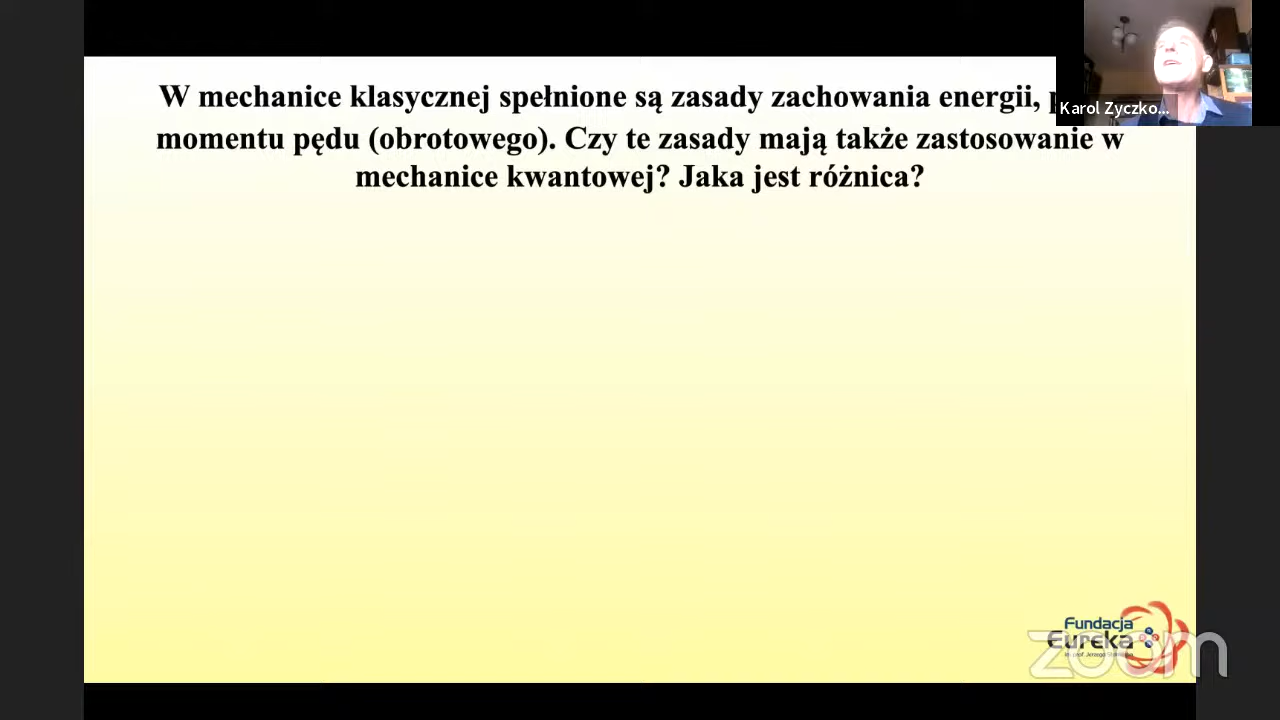 W mechanice klasycznej spełnione są zasady zachowania energii,
momentu pędu (obrotowego). Czy te zasady mają także zastosowanie w
mechanice kwantowej? Jaka jest różnica?
Karol Zyczko...
Fundacja
Eureka
zoom